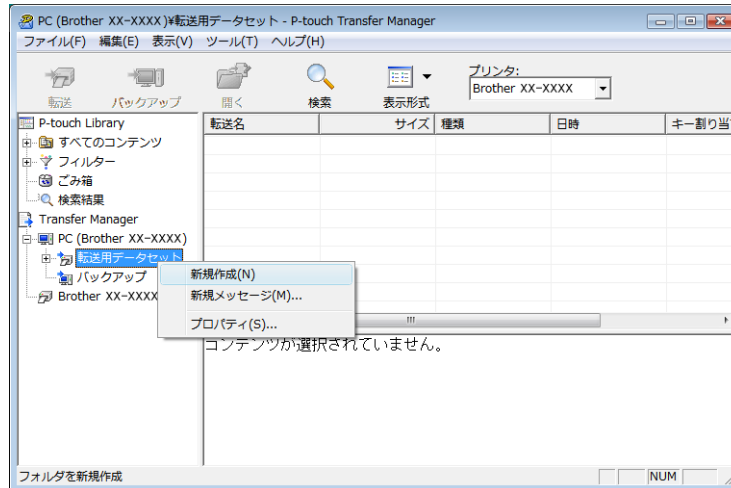 PC (Brother XX-XXXX)¥転送用データセット - P-touch Transfer Manager
ファイル(F) 編集(E) 表示(V) ツール(T) ヘルプ(H)
転送 バックアップ 開く 検索 表示形式
プリンタ:
Brother XX-XXXX
P-touch Library
すべてのコンテンツ
フィルター
ごみ箱
検索結果
Transfer Manager
PC (Brother XX-XXXX)
転送用データセット
バックアップ
Brother XX-XXXX
転送名 サイズ 種類 日時 キー割り当
新規作成(N)
新規メッセージ(M)...
プロパティ(S)...
コンテンツが選択されていません。
フォルダを新規作成
NUM